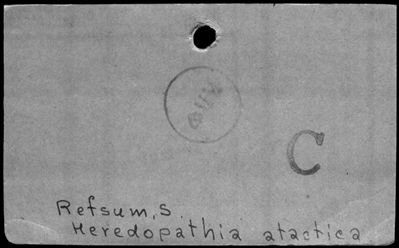 C
Refsum, S.
Heredopathia atactica